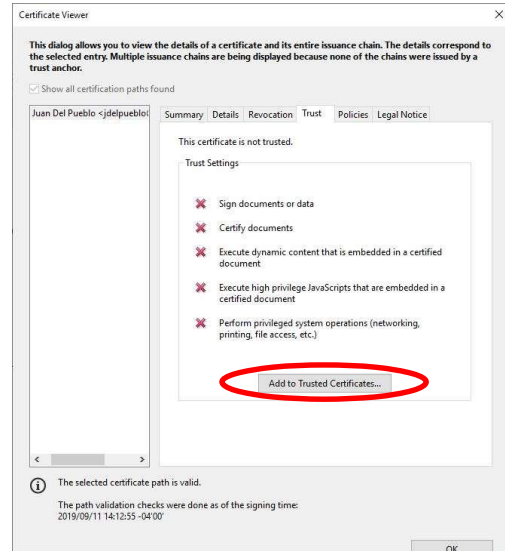 Certificate Viewer
This dialog allows you to view the details of a certificate and its entire issuance chain. The details correspond to
the selected entry. Multiple issuance chains are being displayed because none of the chains were issued by a
trust anchor.
Show all certification paths found
Juan Del Pueblo <jdelpueblo
Summary Details Revocation Trust Policies Legal Notice
This certificate is not trusted.
Trust Settings
Sign documents or data
Certify documents
Execute dynamic content that is embedded in a certified
document
Execute high privilege JavaScripts that are embedded in a
certified document
Perform privileged system operations (networking,
printing, file access, etc.)
Add to Trusted Certificates...
The selected certificate path is valid.
The path validation checks were done as of the signing time:
2019/09/11 14:12:55 -04'00'
OK